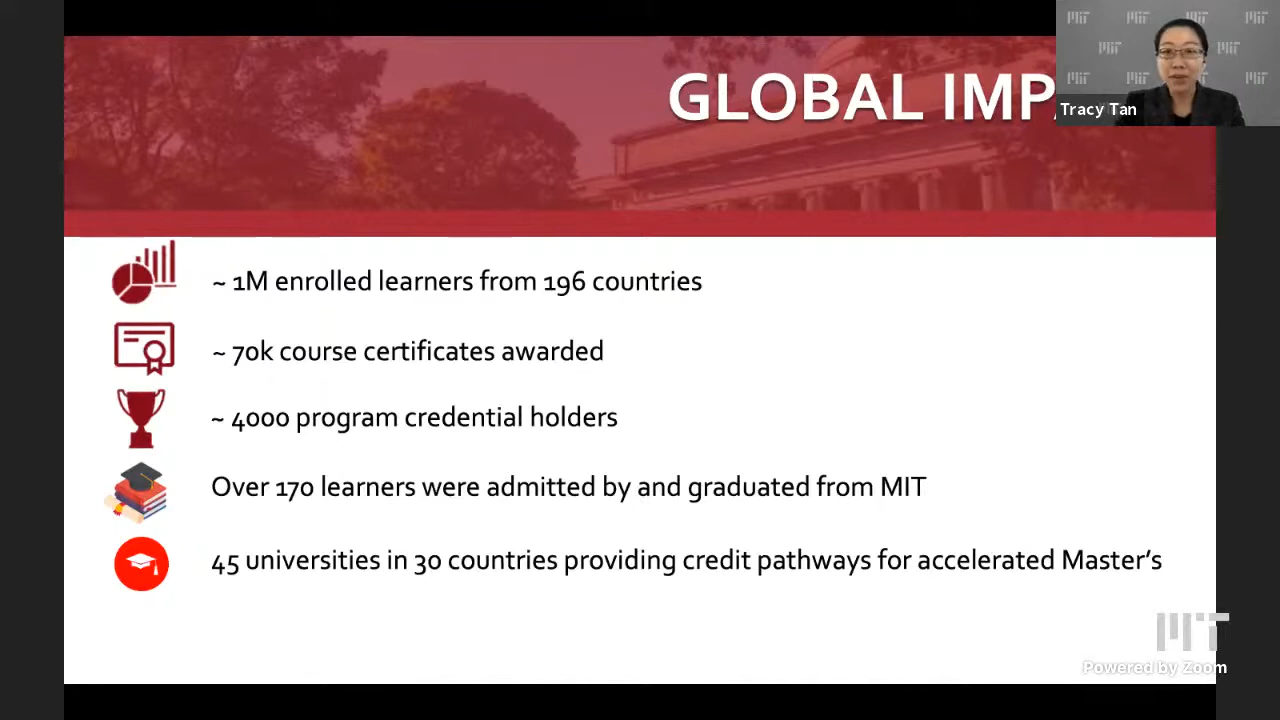 GLOBAL IMP
Tracy Tan
~ 1M enrolled learners from 196 countries
~ 70k course certificates awarded
~ 4000 program credential holders
Over 170 learners were admitted by and graduated from MIT
45 universities in 30 countries providing credit pathways for accelerated Master's
MIT
Powered by Zoom